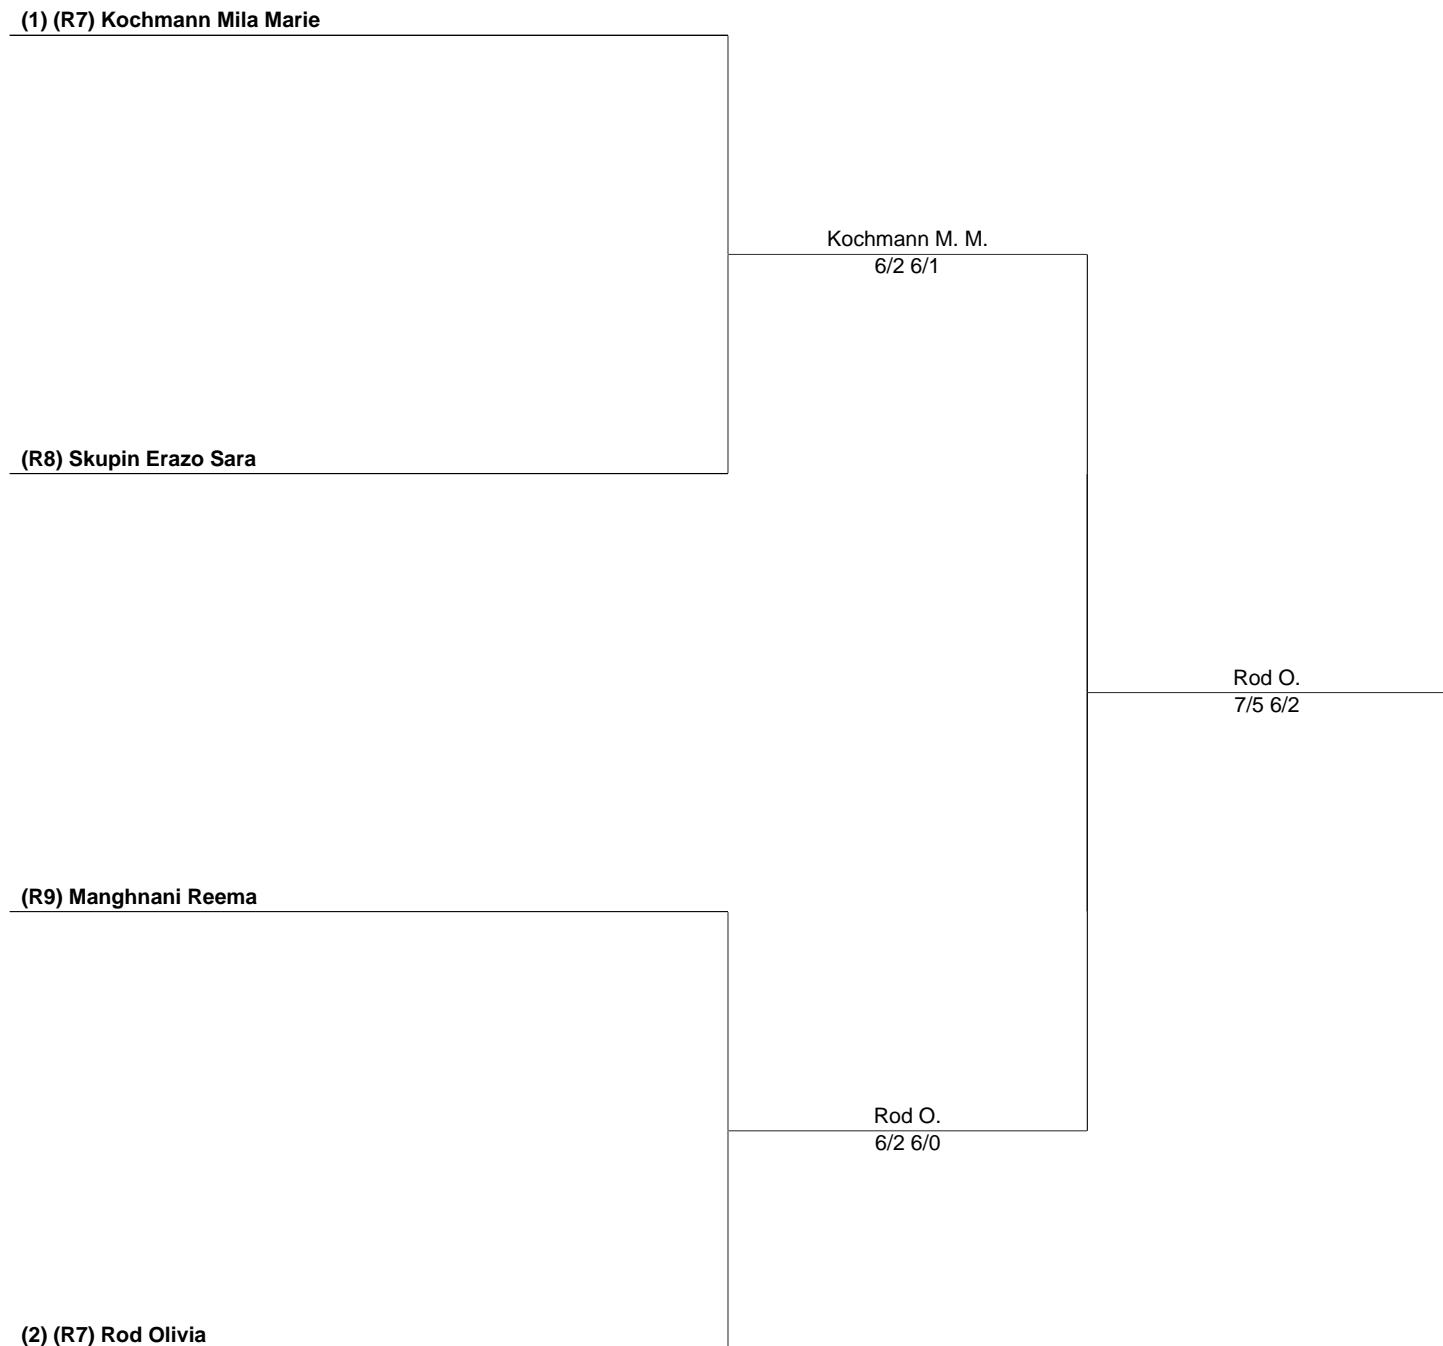 (1) (R7) Kochmann Mila Marie
Kochmann M. M.
6/2 6/1
(R8) Skupin Erazo Sara
Rod O.
7/5 6/2
(R9) Manghnani Reema
Rod O.
6/2 6/0
(2) (R7) Rod Olivia